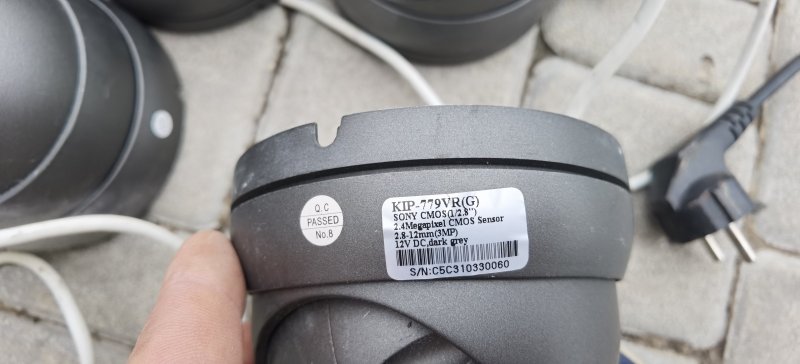 Q.C
PASSED
No.8
KIP-779VR(G)
SONY CMOS(1/2.8")
2.4Megapixel CMOS Sensor
2.8-12mm(3MP)
12V DC,dark grey
S/N:C5C310330060